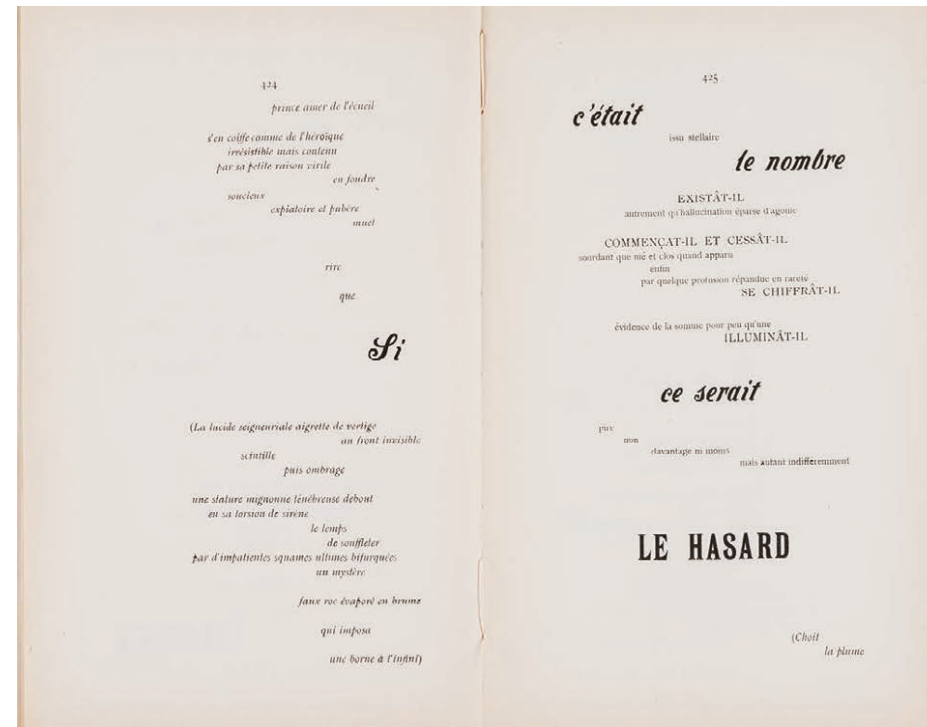 424
prince amer de l'écueil
s'en coiffe comme de l'héroïque
irrésistible mais contenu
par sa petite raison virile
en foudre
soucieux
expiatoire et pubère
muet
rire
que
Si
(La lucide seigneuriale aigrette de vertige
au front invisible
scintille
puis ombrage
une stature mignonne ténébreuse debout
en sa torsion de sirène
le temps
de souffleter
par d'impatientes squames ultimes bifurquées
un mystère
faux roc évaporé en brume
qui imposa
une borne à l'infini)
425
c'était
issu stellaire
le nombre
EXISTÂT-IL
autrement qu'hallucination éparse d'agonie
COMMENÇAT-IL ET CESSÂT-IL
sourdant que nié et clos quand apparu
enfin
par quelque profusion répandue en rareté
SE CHIFFRÂT-IL
évidence de la somme pour peu qu'une
ILLUMINÂT-IL
ce serait
pire
non
davantage ni moins
mais autant indifféremment
LE HASARD
(Choit
la plume